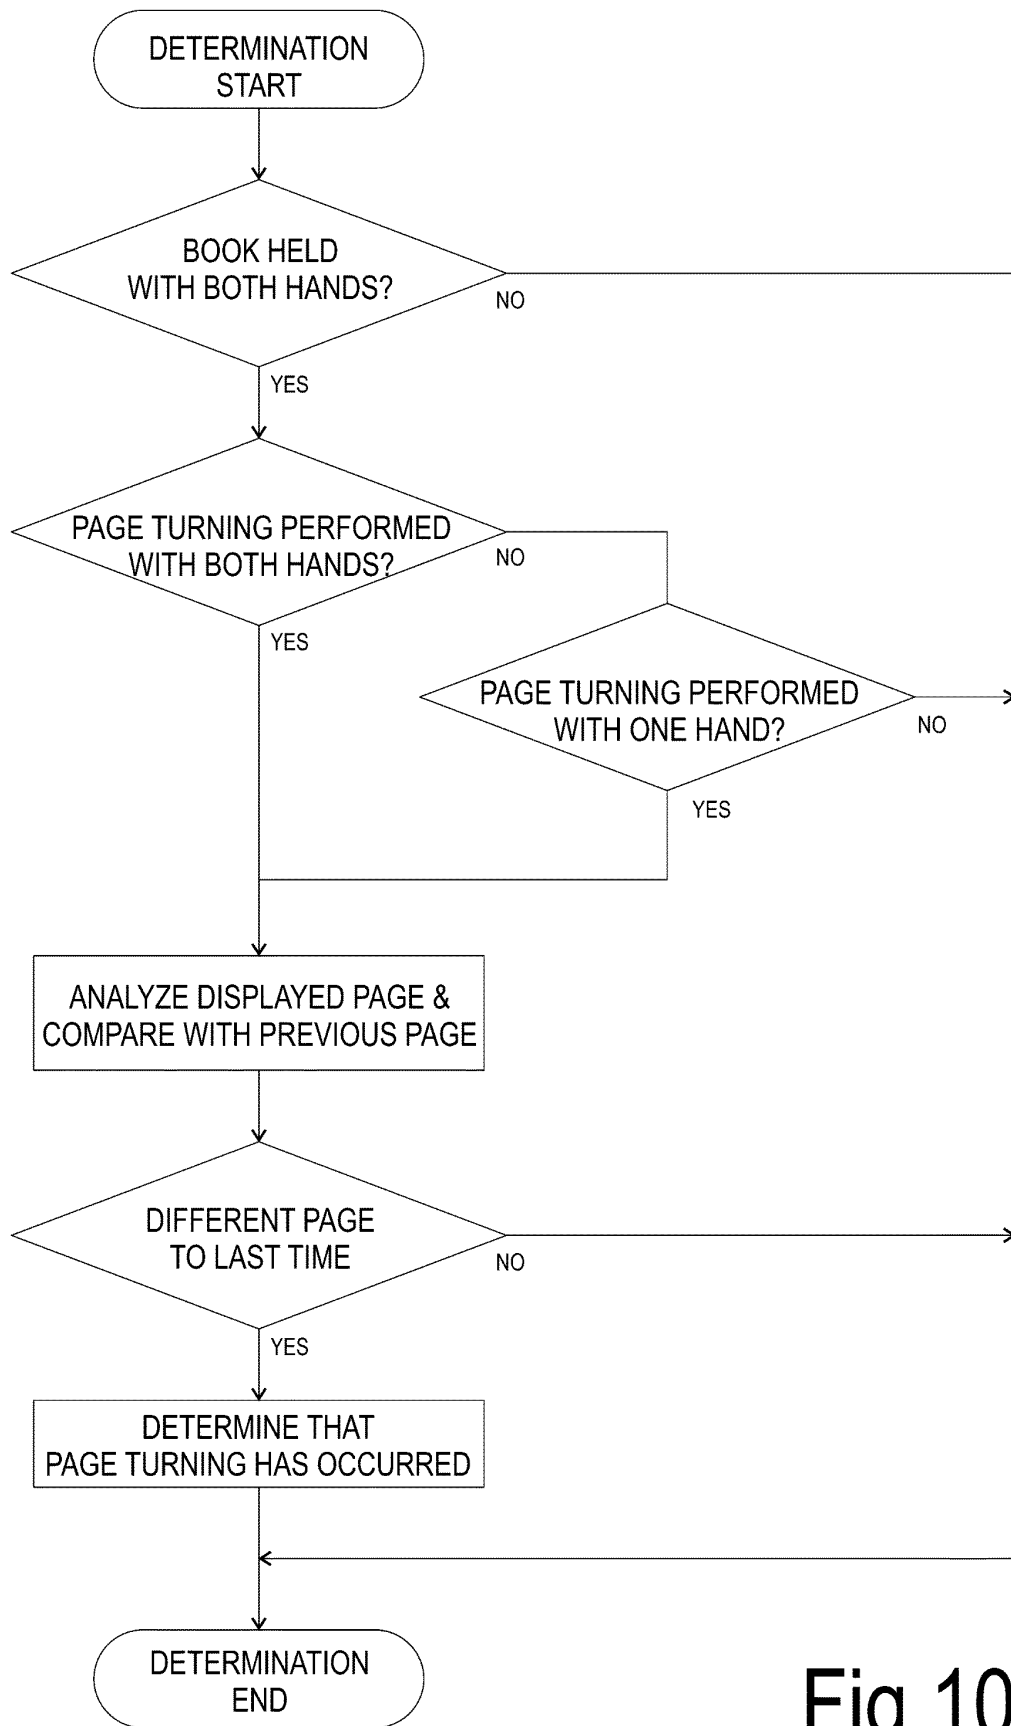 DETERMINATION
START
BOOK HELD
WITH BOTH HANDS?
NO
YES
PAGE TURNING PERFORMED
WITH BOTH HANDS?
NO
YES
PAGE TURNING PERFORMED
WITH ONE HAND?
NO
YES
ANALYZE DISPLAYED PAGE &
COMPARE WITH PREVIOUS PAGE
DIFFERENT PAGE
TO LAST TIME
NO
YES
DETERMINE THAT
PAGE TURNING HAS OCCURRED
DETERMINATION
END
Fig 10